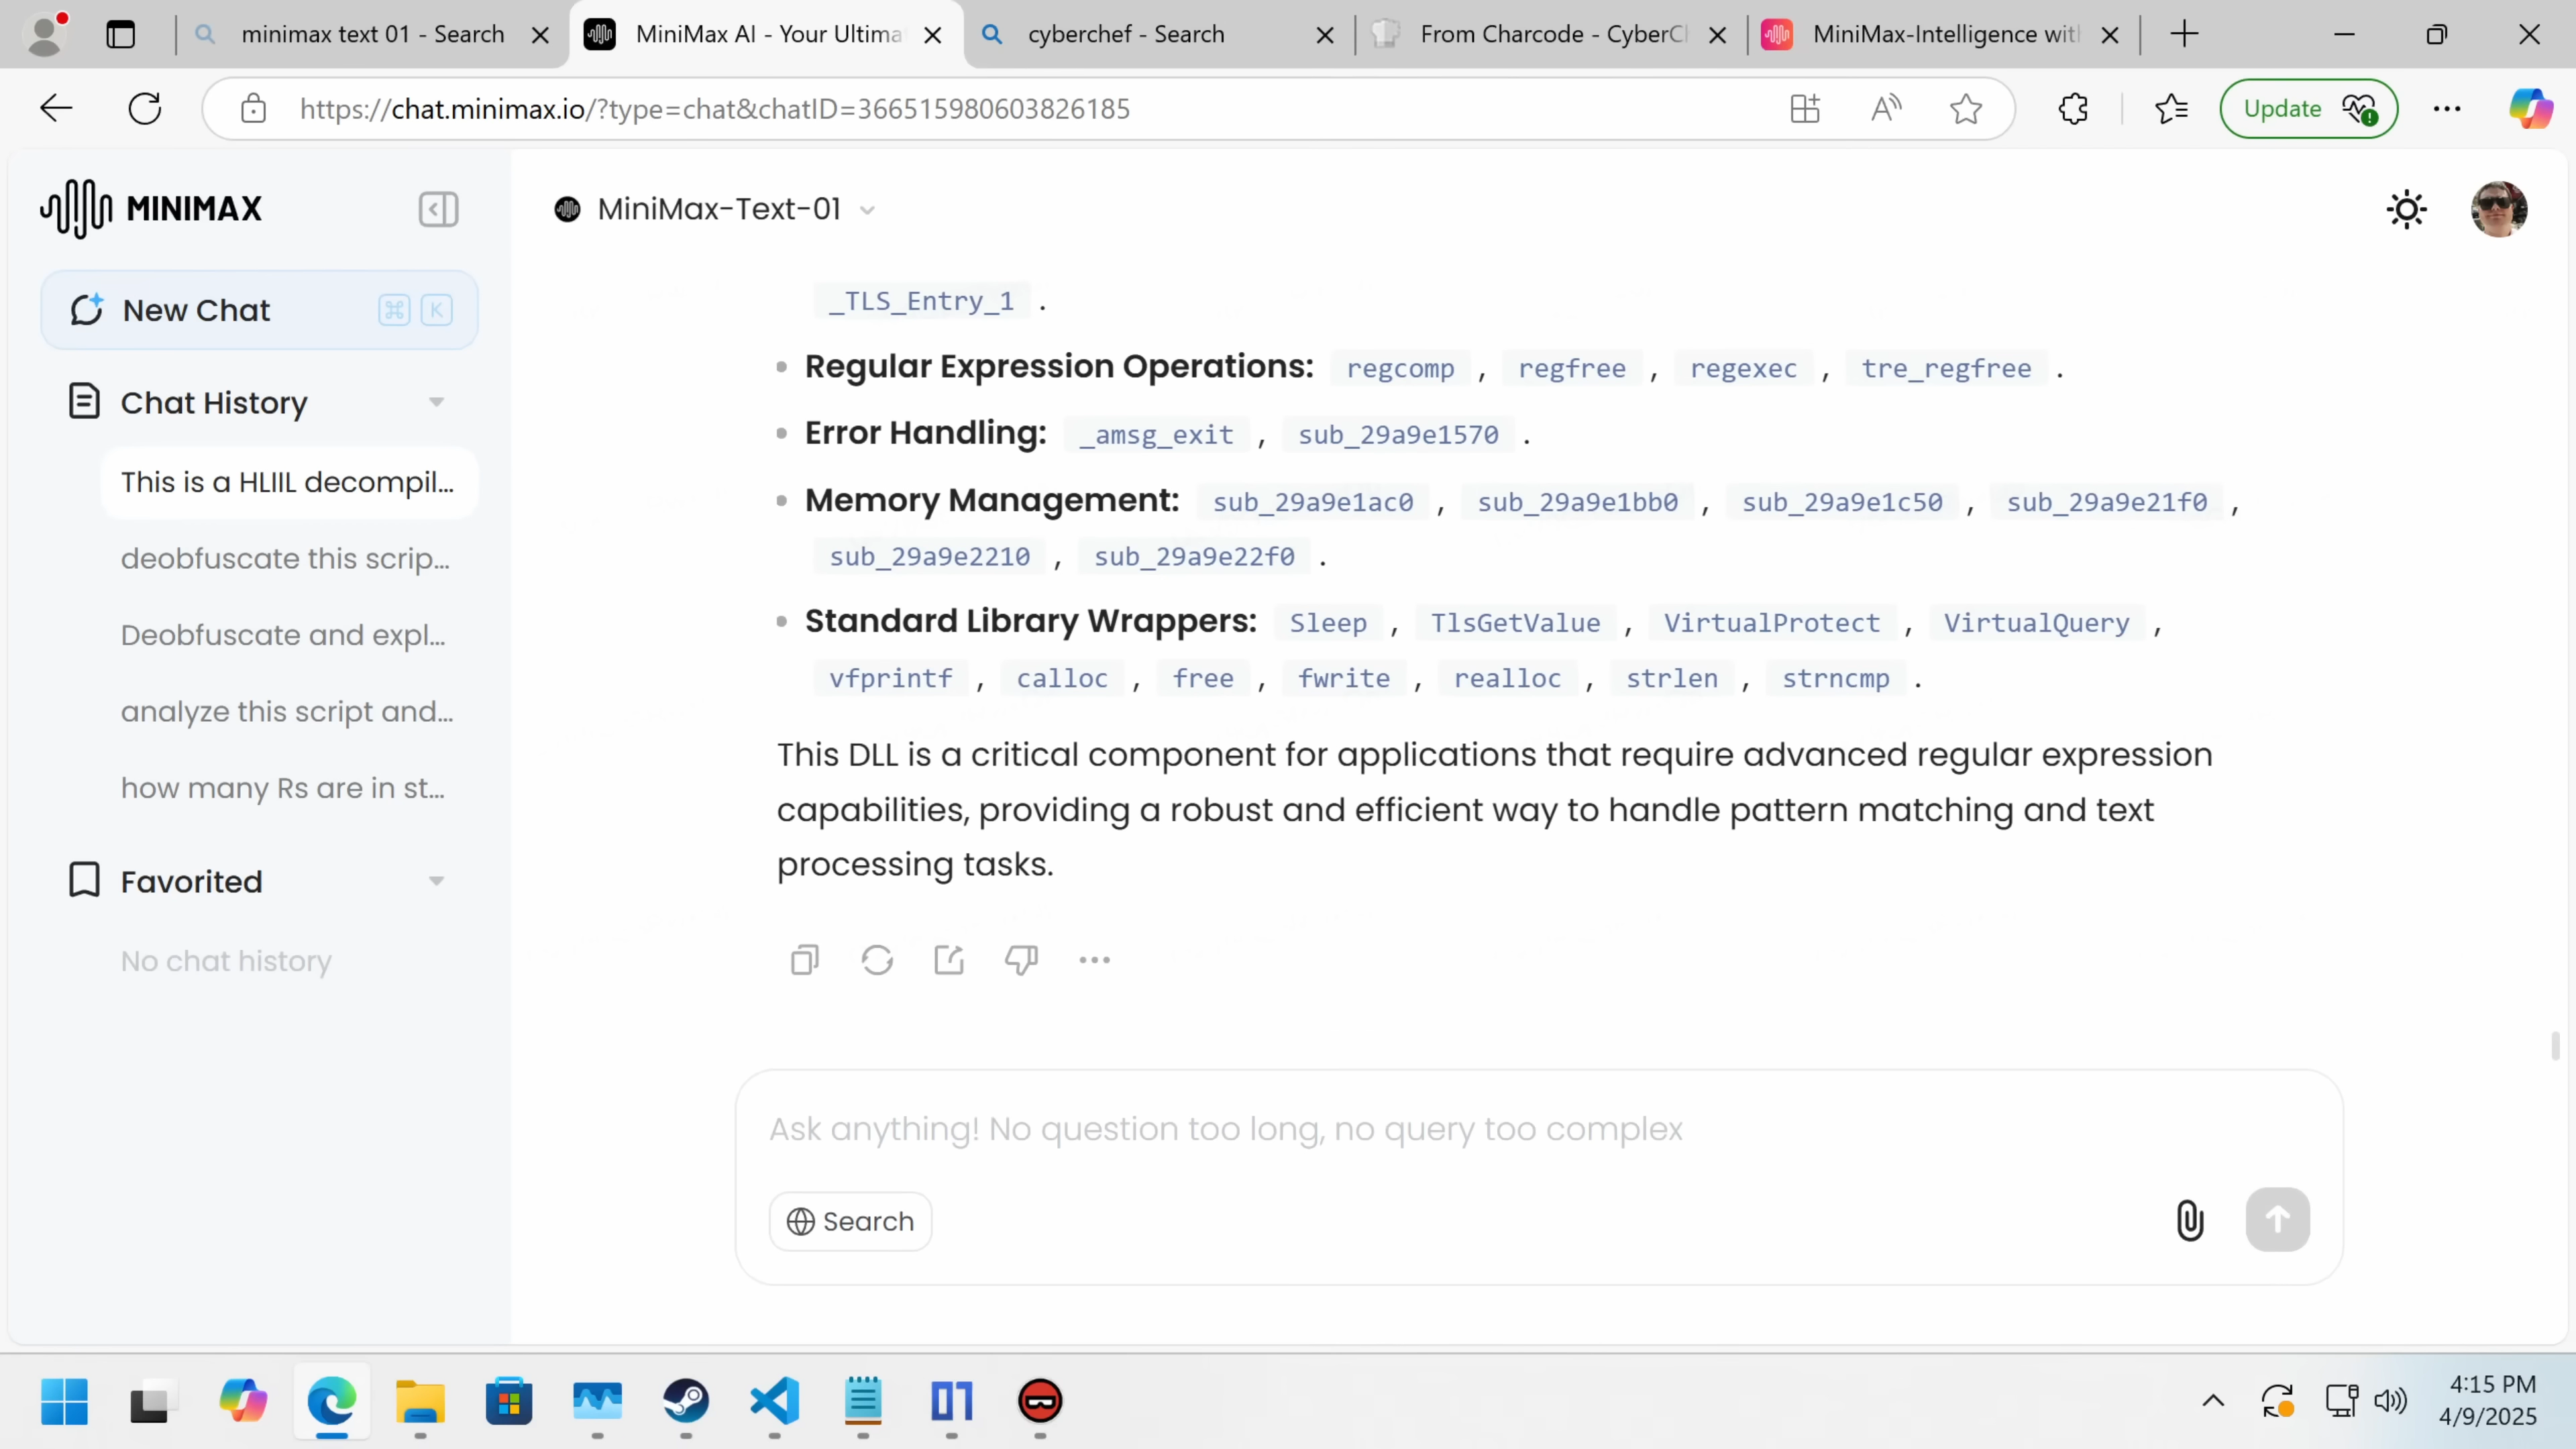 minimax text 01 - Search
MiniMax AI - Your Ultima
cyberchef - Search
From Charcode - CyberCl
MiniMax-Intelligence wit
https://chat.minimax.io/?type=chat&chatID=366515980603826185
Update
MINIMAX
MiniMax-Text-01
New Chat
⌘ K
Chat History
This is a HLIIL decompil...
deobfuscate this scrip...
Deobfuscate and expl...
analyze this script and...
how many Rs are in st...
Favorited
No chat history
_TLS_Entry_1 .
• Regular Expression Operations: regcomp , regfree , regexec , tre_regfree .
• Error Handling: _amsg_exit , sub_29a9e1570 .
• Memory Management: sub_29a9e1ac0 , sub_29a9e1bb0 , sub_29a9e1c50 , sub_29a9e21f0 ,
sub_29a9e2210 , sub_29a9e22f0 .
• Standard Library Wrappers: Sleep , TlsGetValue , VirtualProtect , VirtualQuery ,
vfprintf , calloc , free , fwrite , realloc , strlen , strncmp .
This DLL is a critical component for applications that require advanced regular expression
capabilities, providing a robust and efficient way to handle pattern matching and text
processing tasks.
Ask anything! No question too long, no query too complex
Search
4:15 PM
4/9/2025